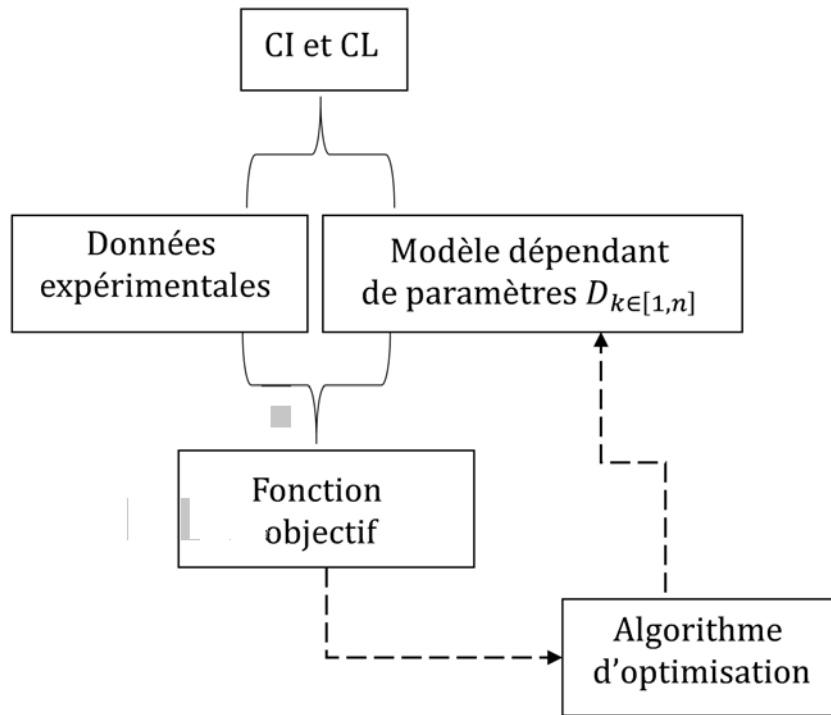 CI et CL
Données
expérimentales
Modèle dépendant
de paramètres $D_{k∈[1,n]}$
Fonction
objectif
Algorithme
d’optimisation